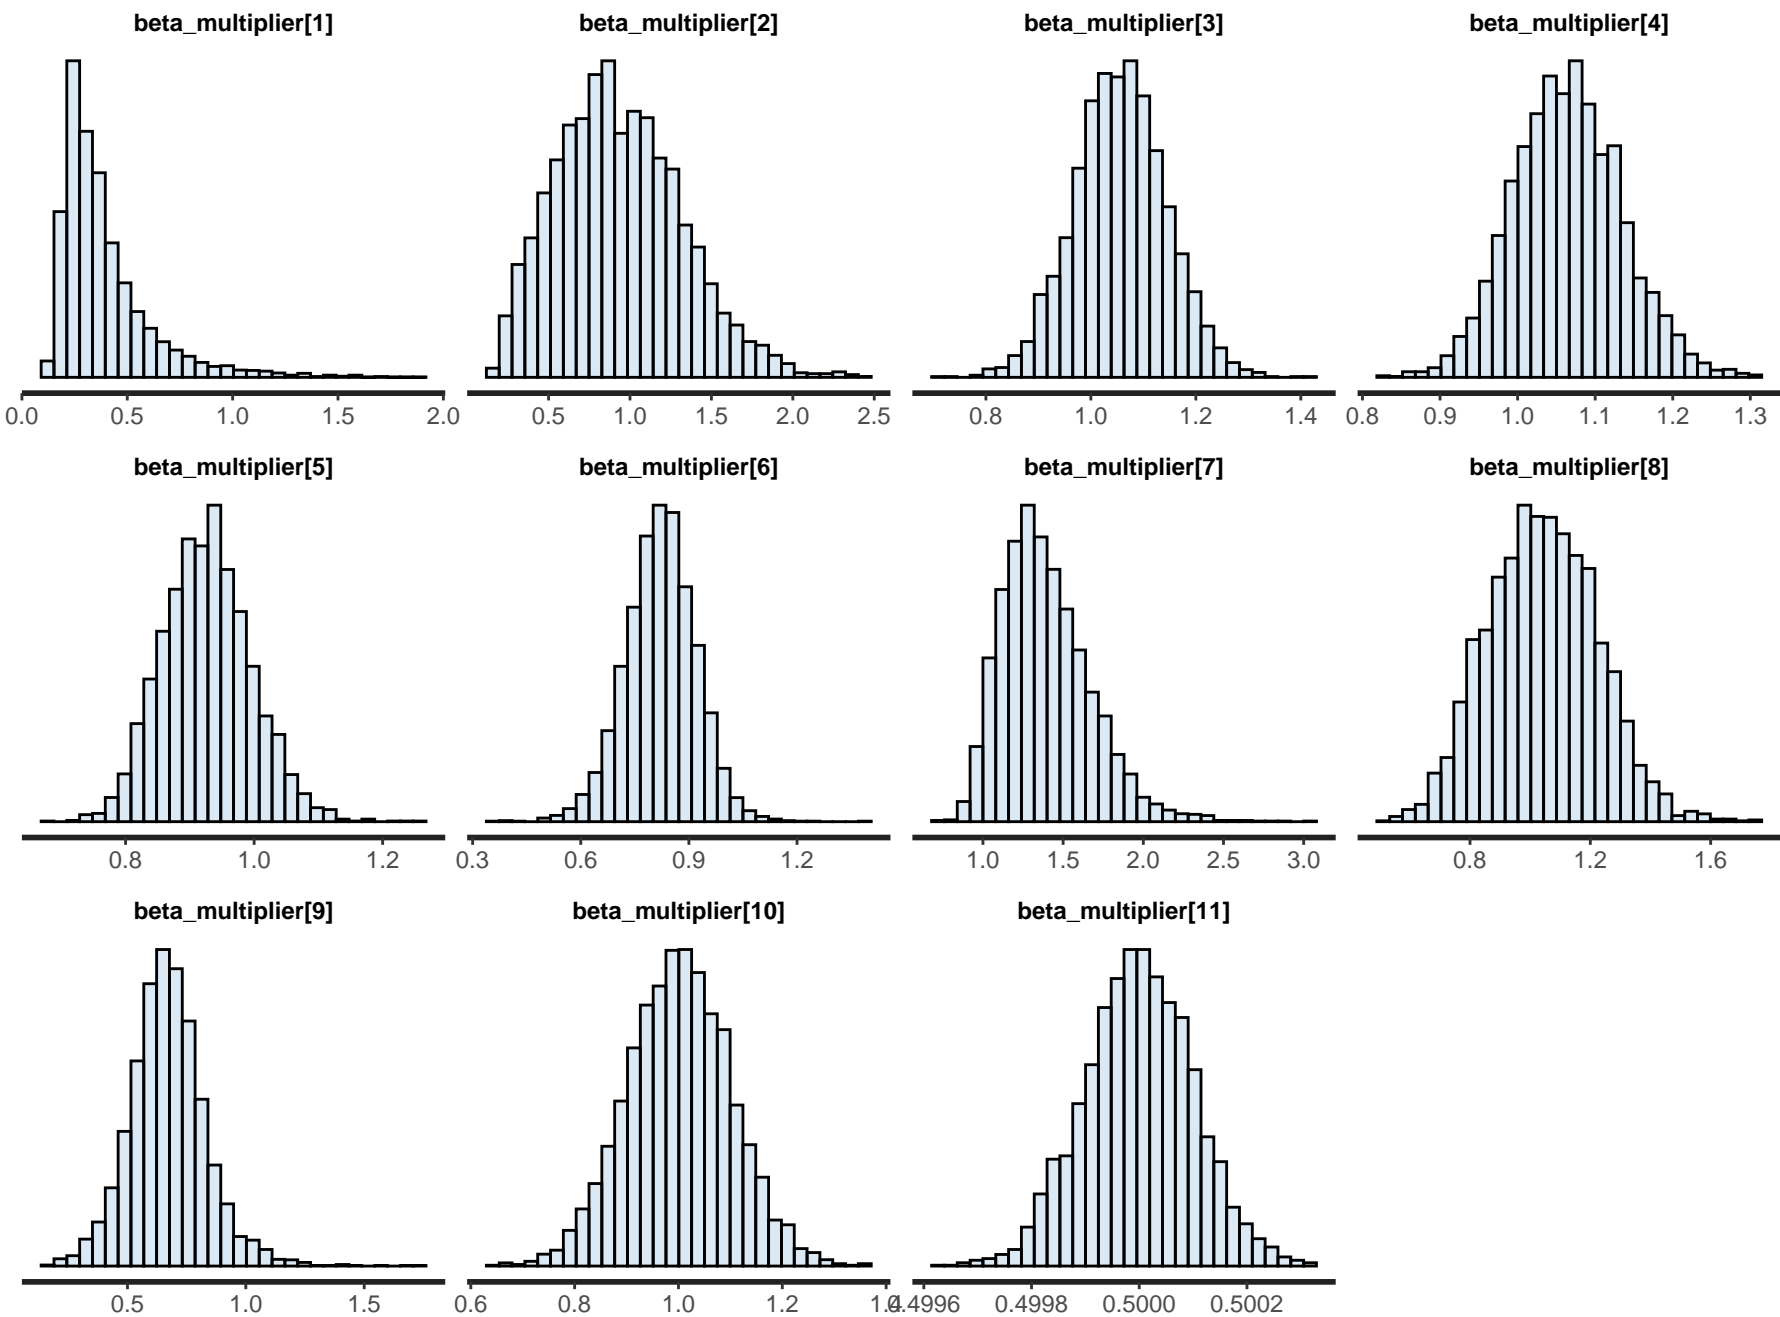 beta_multiplier[1] beta_multiplier[2] beta_multiplier[3] beta_multiplier[4]
0.0 0.5 1.0 1.5 2.0 0.5 1.0 1.5 2.0 2.5 0.8 1.0 1.2 1.4 0.8 0.9 1.0 1.1 1.2 1.3
beta_multiplier[5] beta_multiplier[6] beta_multiplier[7] beta_multiplier[8]
0.8 1.0 1.2 0.3 0.6 0.9 1.2 1.0 1.5 2.0 2.5 3.0 0.8 1.2 1.6
beta_multiplier[9] beta_multiplier[10] beta_multiplier[11]
0.5 1.0 1.5 0.6 0.8 1.0 1.2 1.4 0.4996 0.4998 0.5000 0.5002